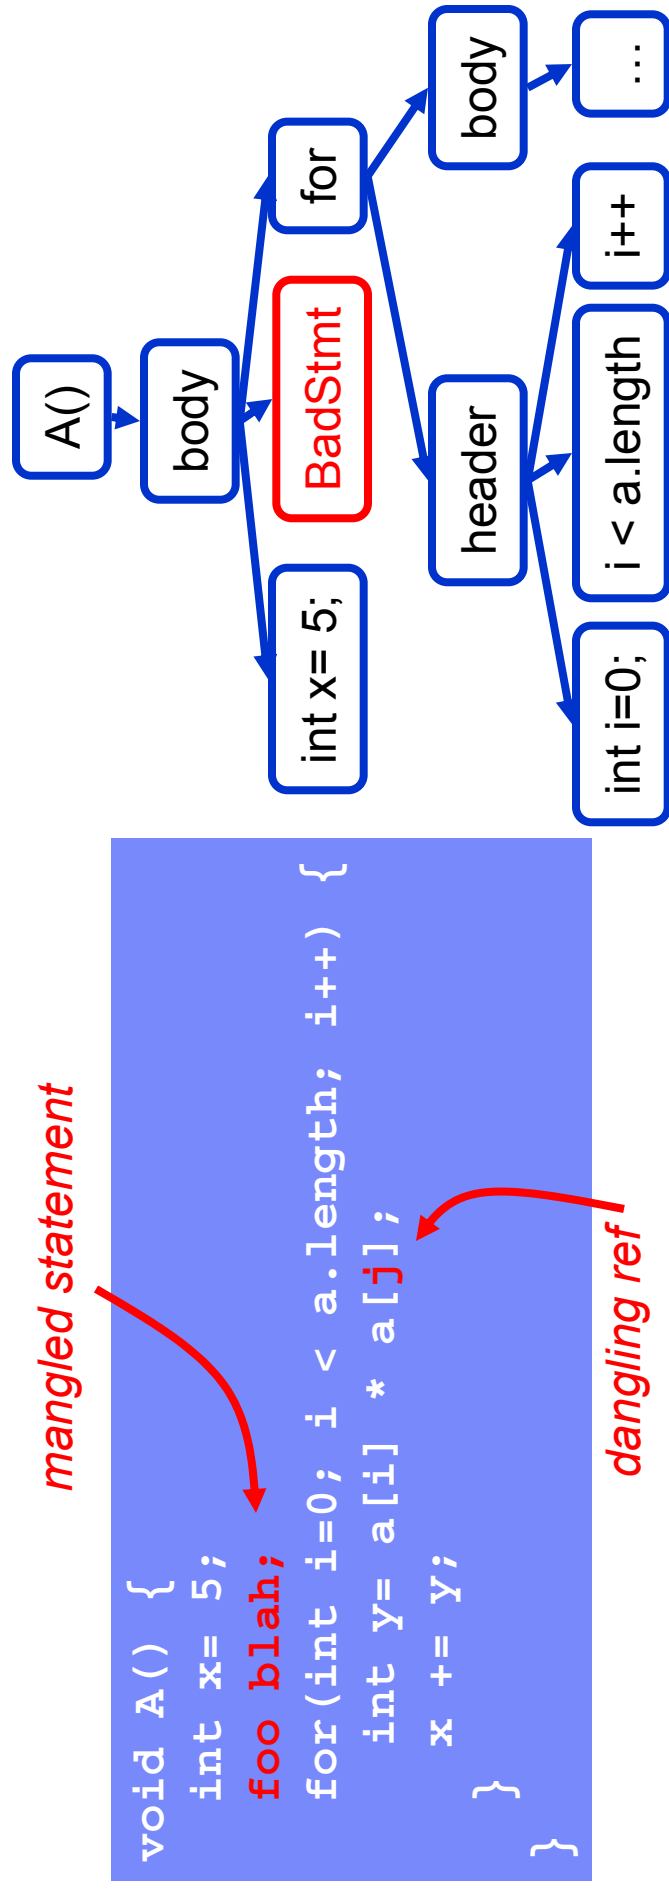 mangled statement
void A() {
int x= 5;
foo blah;
for(int i=0; i < a.length; i++) {
int y= a[i] * a[j];
x += y;
}
}
dangling ref
A()
body
int x= 5;
BadStmt
for
header
body
int i=0;
i < a.length
i++
…